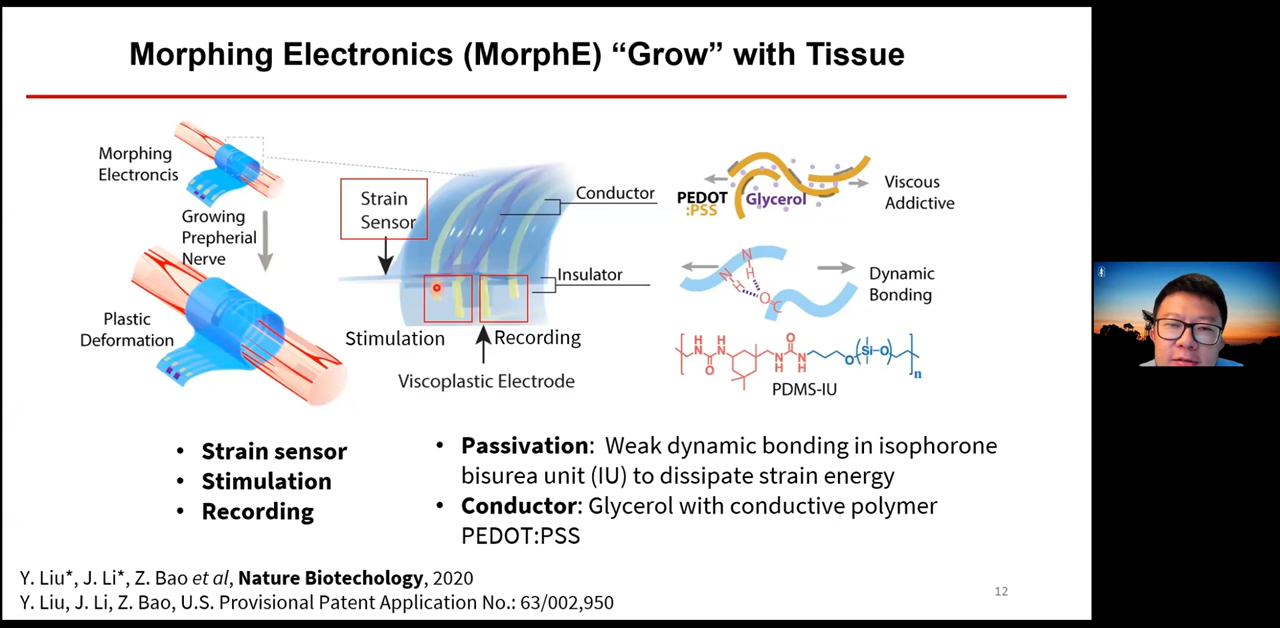 Morphing Electronics (MorphE) “Grow” with Tissue
Morphing
Electroncis
Growing
Prepherial
Nerve
Plastic
Deformation
Strain
Sensor
Conductor
Insulator
Stimulation
Recording
Viscoplastic Electrode
PEDOT
:PSS
Glycerol
Viscous
Addictive
N
H
N
H
O
C
Dynamic
Bonding
H
N
H
N
O
O
N
H
N
H
O
Si
O
n
PDMS-IU
• Strain sensor
• Stimulation
• Recording
• Passivation: Weak dynamic bonding in isophorone
bisurea unit (IU) to dissipate strain energy
• Conductor: Glycerol with conductive polymer
PEDOT:PSS
Y. Liu*, J. Li*, Z. Bao et al, Nature Biotechology, 2020
Y. Liu, J. Li, Z. Bao, U.S. Provisional Patent Application No.: 63/002,950
12